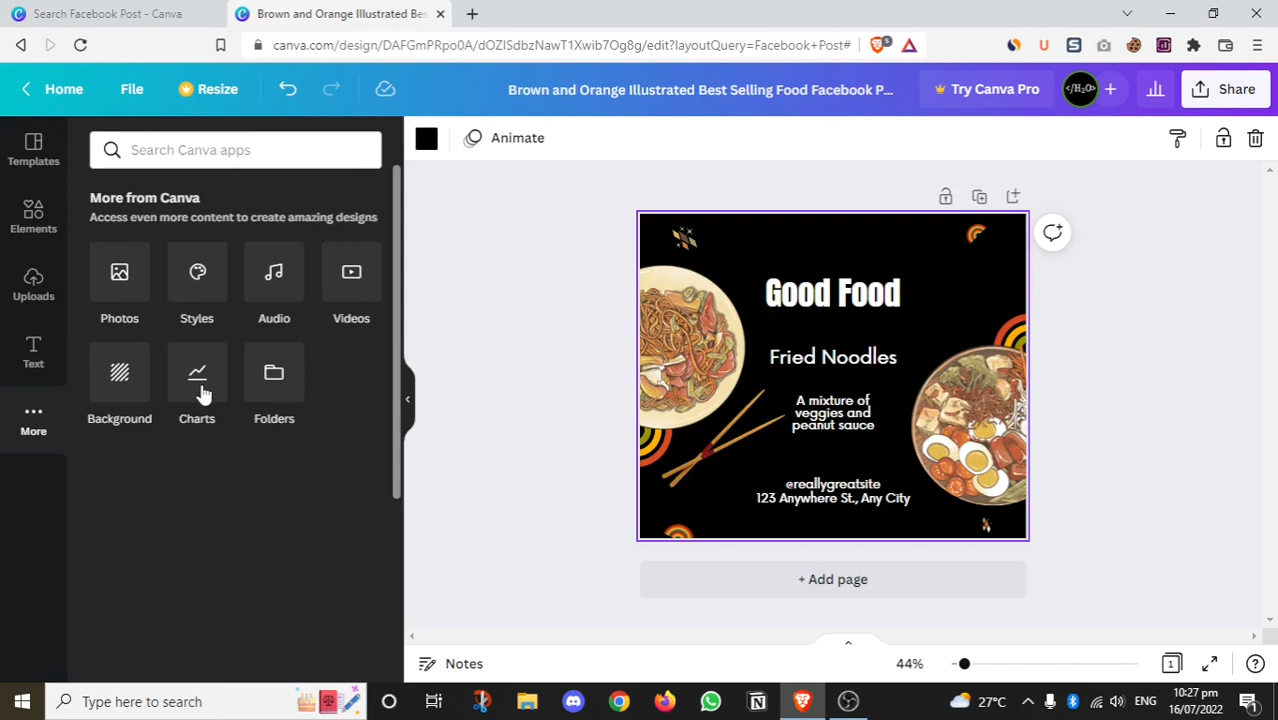 Search Facebook Post - Canva
Brown and Orange Illustrated Bes
canva.com/design/DAFGmPRpo0A/dOZlSdbzNawT1Xwib7Og8g/edit?layoutQuery=Facebook+Post#
5
Home
File
Resize
Brown and Orange Illustrated Best Selling Food Facebook P...
Try Canva Pro
</H2O>
Share
Templates
Elements
Uploads
Text
More
Search Canva apps
More from Canva
Access even more content to create amazing designs
Photos
Styles
Audio
Videos
Background
Charts
Folders
Animate
Good Food
Fried Noodles
A mixture of
veggies and
peanut sauce
@reallygreatsite
123 Anywhere St., Any City
+ Add page
Notes
44%
1
Type here to search
27°C
ENG
10:27 pm
16/07/2022
1